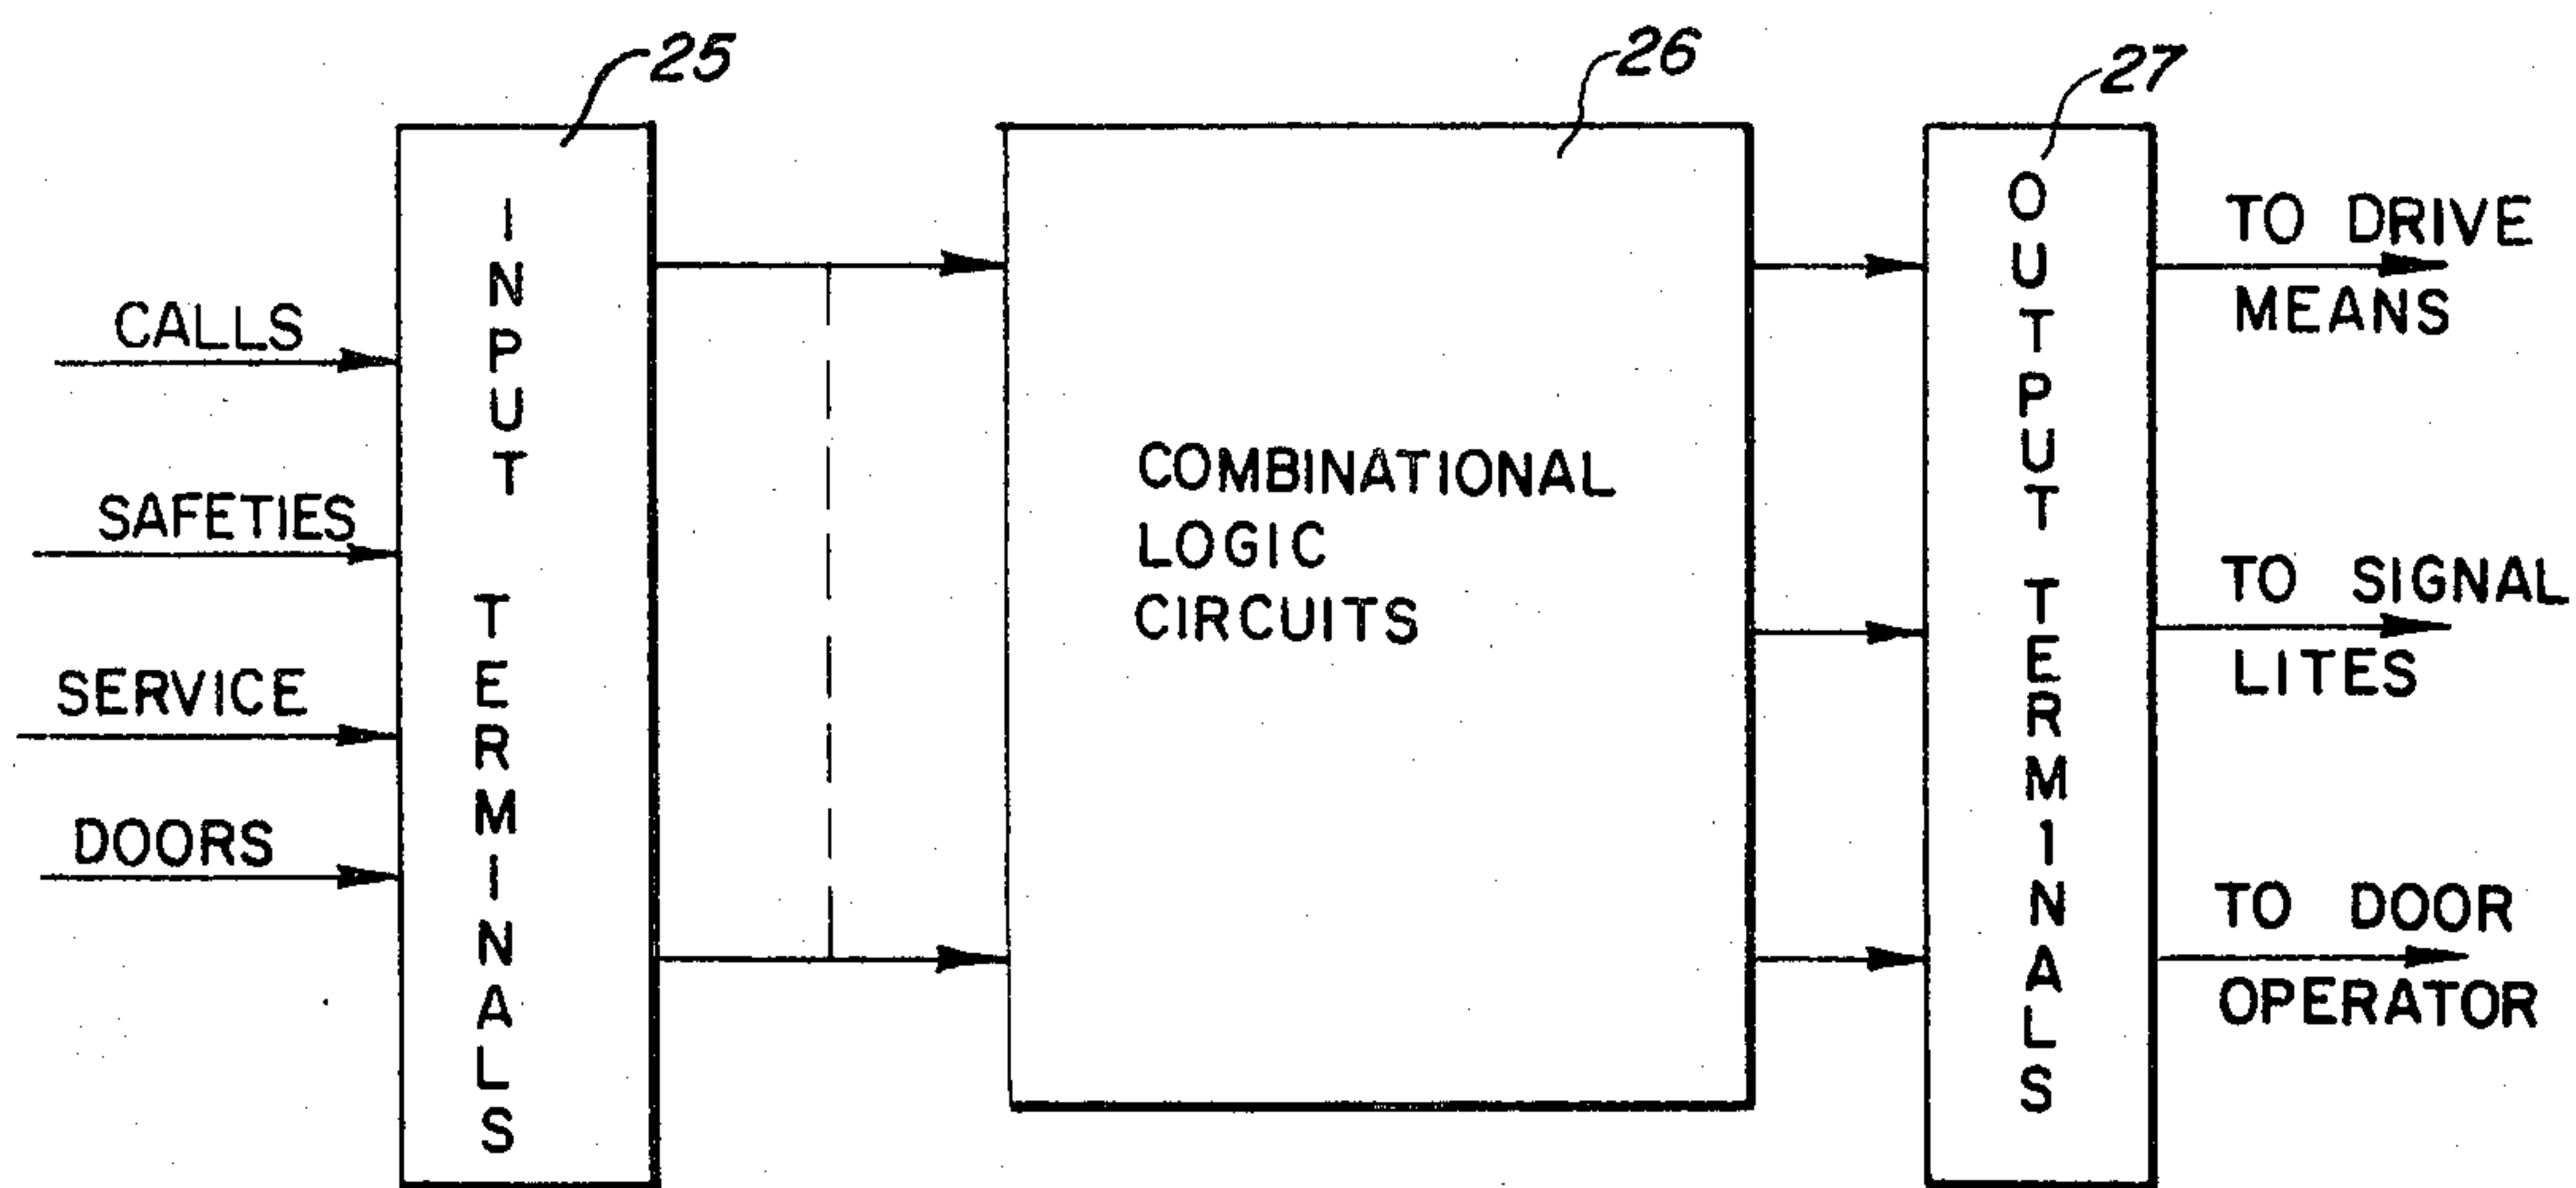 25
26
27
CALLS
SAFETIES
SERVICE
DOORS
INPUT TERMINALS
COMBINATIONAL
LOGIC
CIRCUITS
OUTPUT TERMINALS
TO DRIVE
MEANS
TO SIGNAL
LITES
TO DOOR
OPERATOR